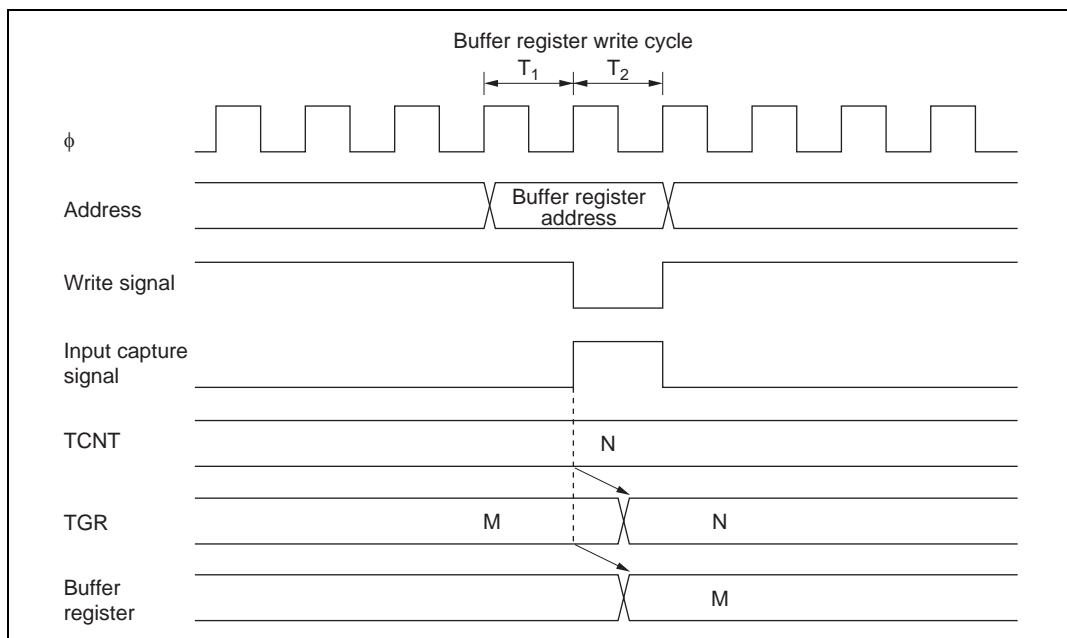 Buffer register write cycle
T₁ T₂
ϕ
Address
Buffer register
address
Write signal
Input capture
signal
TCNT
N
TGR
M N
Buffer
register
M